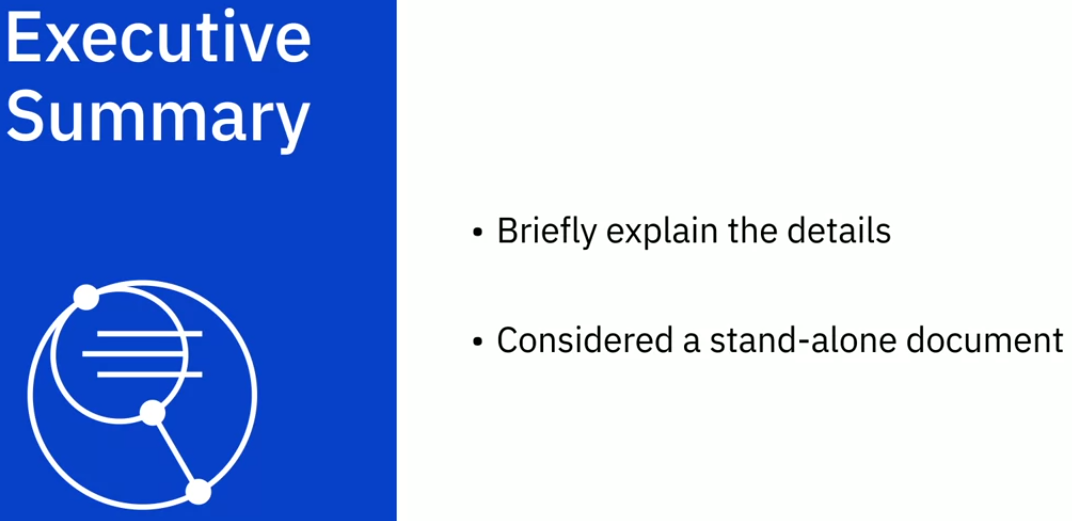 Executive
Summary
• Briefly explain the details
• Considered a stand-alone document